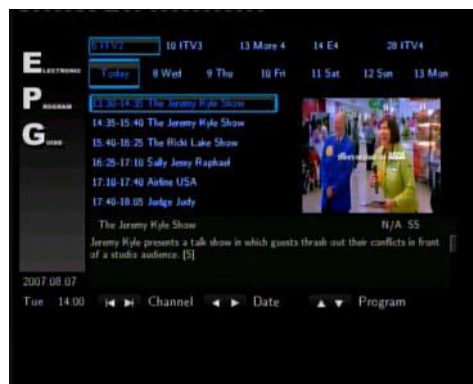 6 ITV2 10 ITV3 13 More 4 14 E4 28 ITV4
ELECTRONIC
Today 8 Wed 9 Thu 10 Fri 11 Sat 12 Sun 13 Mon
PROGRAM
13:30-14:35 The Jeremy Kyle Show
14:35-15:40 The Jeremy Kyle Show
GUIDE
15:40-16:25 The Ricki Lake Show
16:25-17:10 Sally Jessy Raphael
17:10-17:40 Airline USA
17:40-18:05 Judge Judy
The Jeremy Kyle Show N/A SS
Jeremy Kyle presents a talk show in which guests thrash out their conflicts in front
of a studio audience. [S]
2007.08.07
Tue 14:00 Channel Date Program